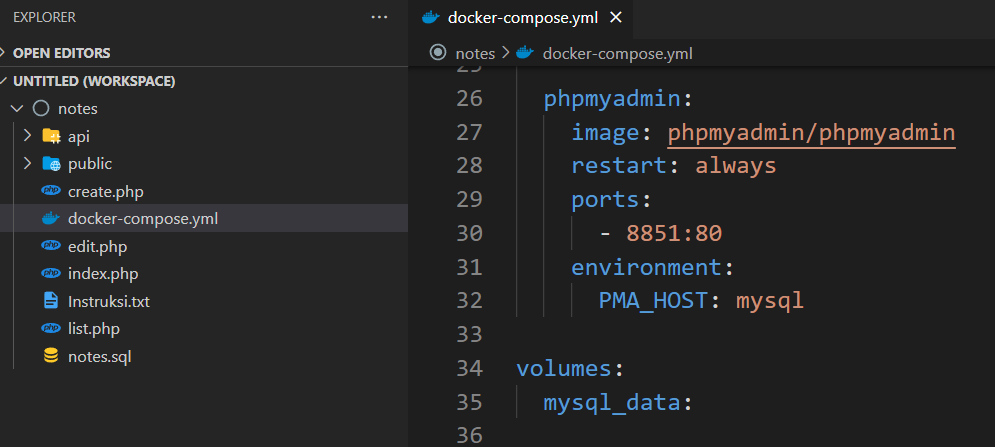 EXPLORER
OPEN EDITORS
UNTITLED (WORKSPACE)
notes
api
public
create.php
docker-compose.yml
edit.php
index.php
Instruksi.txt
list.php
notes.sql
docker-compose.yml
notes > docker-compose.yml
25
26 phpmyadmin:
27 image: phpmyadmin/phpmyadmin
28 restart: always
29 ports:
30 - 8851:80
31 environment:
32 PMA_HOST: mysql
33
34 volumes:
35 mysql_data:
36